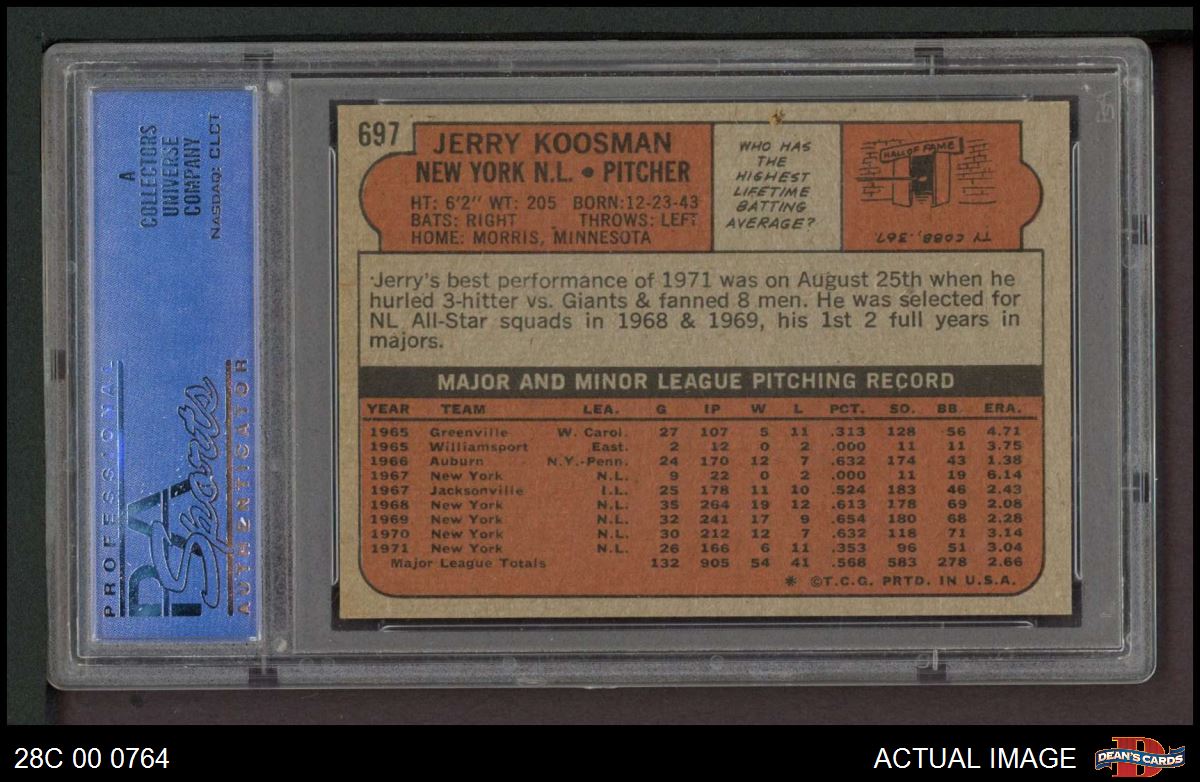 A
COLLECTORS
UNIVERSE
COMPANY
NASDAQ: CLCT
PROFESSIONAL
PSA
Sports
AUTHENTICATOR
697
JERRY KOOSMAN
NEW YORK N.L. • PITCHER
HT: 6'2" WT: 205 BORN:12-23-43
BATS: RIGHT THROWS: LEFT
HOME: MORRIS, MINNESOTA
WHO HAS
THE
HIGHEST
LIFETIME
BATTING
AVERAGE?
HALL OF FAME
TY COBB, .367.
Jerry's best performance of 1971 was on August 25th when he
hurled 3-hitter vs. Giants & fanned 8 men. He was selected for
NL All-Star squads in 1968 & 1969, his 1st 2 full years in
majors.
MAJOR AND MINOR LEAGUE PITCHING RECORD
YEAR TEAM LEA. G IP W L PCT. SO. BB ERA.
1965 Greenville W. Carol. 27 107 5 11 .313 128 56 4.71
1965 Williamsport East. 2 12 0 2 .000 11 11 3.75
1966 Auburn N.Y.-Penn. 24 170 12 7 .632 174 43 1.38
1967 New York N.L. 9 22 0 2 .000 11 19 6.14
1967 Jacksonville I.L. 25 178 11 10 .524 183 46 2.43
1968 New York N.L. 35 264 19 12 .613 178 69 2.08
1969 New York N.L. 32 241 17 9 .654 180 68 2.28
1970 New York N.L. 30 212 12 7 .632 118 71 3.14
1971 New York N.L. 26 166 6 11 .353 96 51 3.04
Major League Totals 132 905 54 41 .568 583 278 2.66
* ©T.C.G. PRTD. IN U.S.A.
28C 00 0764
ACTUAL IMAGE
DEAN'S CARDS